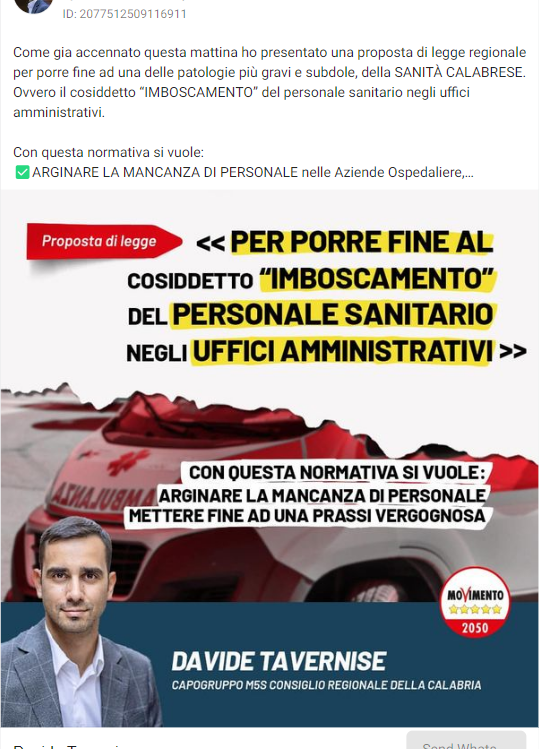 ID: 2077512509116911
Come gia accennato questa mattina ho presentato una proposta di legge regionale
per porre fine ad una delle patologie più gravi e subdole, della SANITÀ CALABRESE.
Ovvero il cosiddetto “IMBOSCAMENTO” del personale sanitario negli uffici
amministrativi.
Con questa normativa si vuole:
✅ARGINARE LA MANCANZA DI PERSONALE nelle Aziende Ospedaliere,...
Proposta di legge
<< PER PORRE FINE AL
COSIDDETTO “IMBOSCAMENTO”
DEL PERSONALE SANITARIO
NEGLI UFFICI AMMINISTRATIVI >>
CON QUESTA NORMATIVA SI VUOLE:
ARGINARE LA MANCANZA DI PERSONALE
METTERE FINE AD UNA PRASSI VERGOGNOSA
AMBULANZA
MOVIMENTO
2050
DAVIDE TAVERNISE
CAPOGRUPPO M5S CONSIGLIO REGIONALE DELLA CALABRIA
Send Whats...